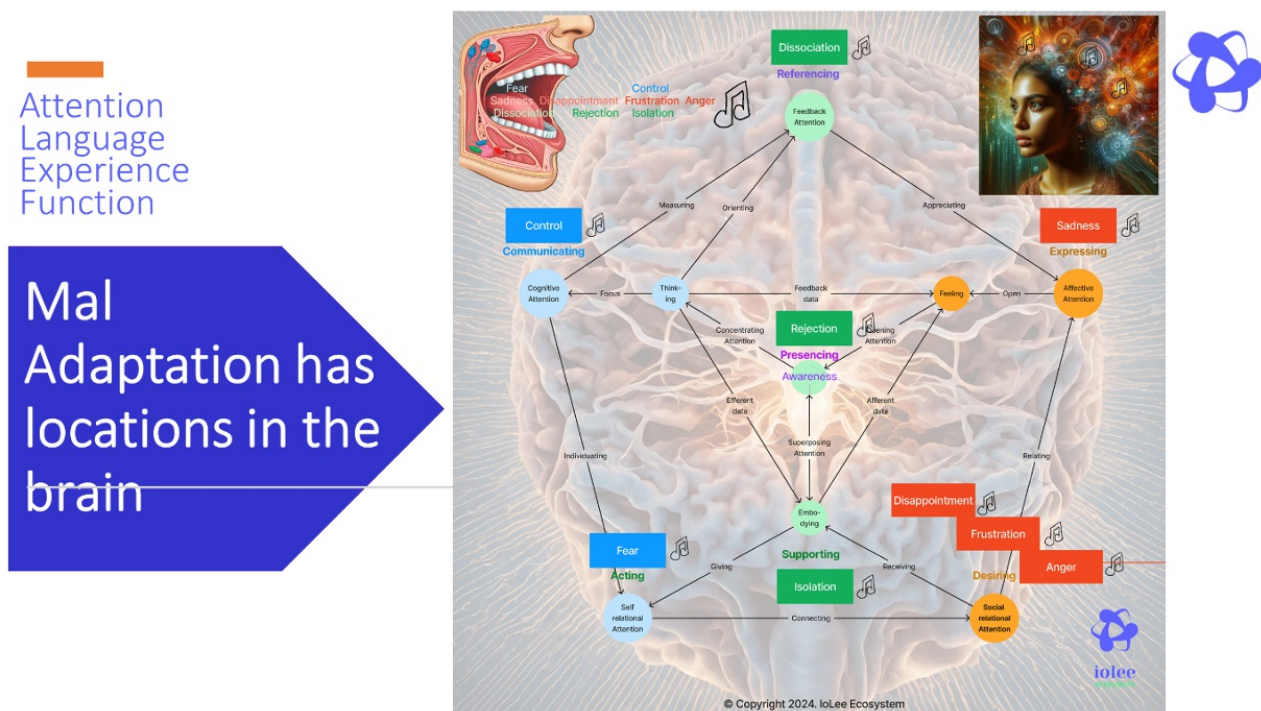 Attention
Language
Experience
Function
Mal
Adaptation has
locations in the
brain
Fear
Control
Sadness Disappointment Frustration Anger
Dissociation Rejection Isolation
Dissociation
Referencing
Feedback
Attention
Measuring
Orienting
Appreciating
Control
Communicating
Sadness
Expressing
Cognitive
Attention
Focus
Think-
ing
Feedback
data
Feeling
Open
Affective
Attention
Concentrating
Attention
Rejection
Opening
Attention
Presencing
Awareness
Efferent
data
Afferent
data
Superposing
Attention
Individuating
Relating
Disappointment
Frustration
Anger
Embo-
dying
Fear
Acting
Supporting
Desiring
Giving
Receiving
Isolation
Self
relational
Attention
Connecting
Social
relational
Attention
iolee
ecosystem
© Copyright 2024. IoLee Ecosystem